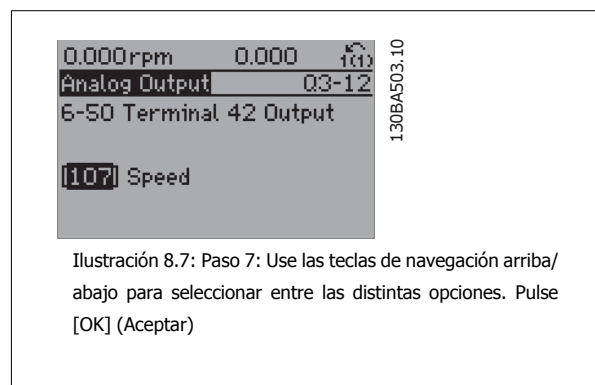 0.000rpm 0.000 1(1)
Analog Output 03-12
6-50 Terminal 42 Output
[107] Speed
130BA503.10
Ilustración 8.7: Paso 7: Use las teclas de navegación arriba/
abajo para seleccionar entre las distintas opciones. Pulse
[OK] (Aceptar)